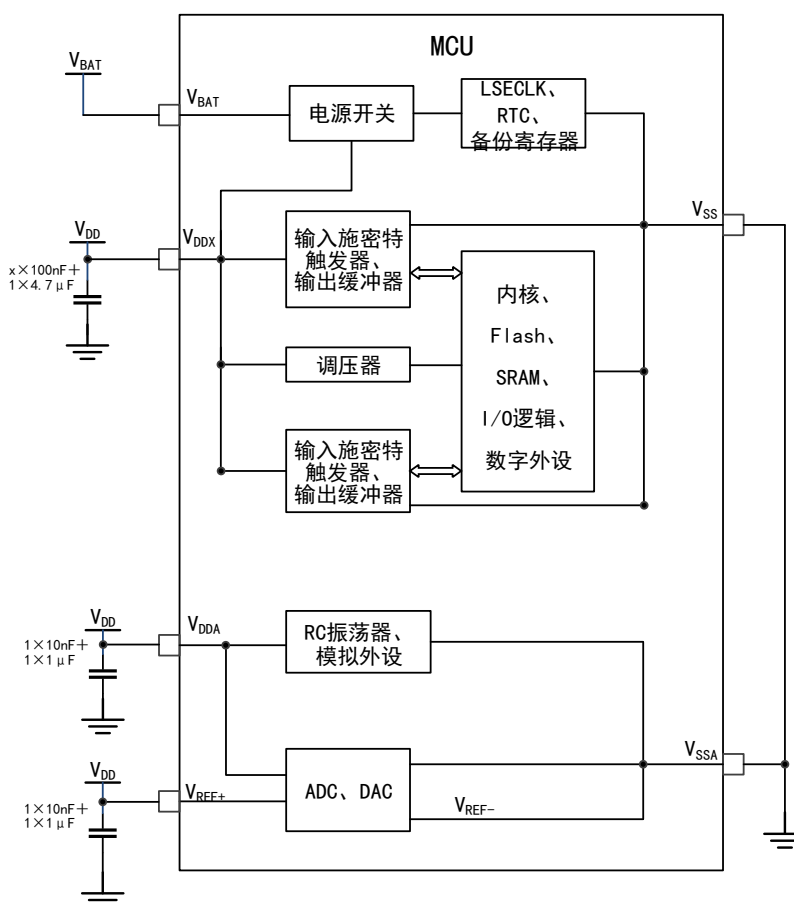 MCU
VBAT
VBAT
电源开关
LSECLK、
RTC、
备份寄存器
VSS
VDD
VDDX
x×100nF+
1×4.7μF
输入施密特
触发器、
输出缓冲器
内核、
Flash、
SRAM、
I/O逻辑、
数字外设
调压器
输入施密特
触发器、
输出缓冲器
VDD
VDDA
1×10nF+
1×1μF
RC振荡器、
模拟外设
VSSA
VDD
VREF+
1×10nF+
1×1μF
ADC、DAC
VREF-